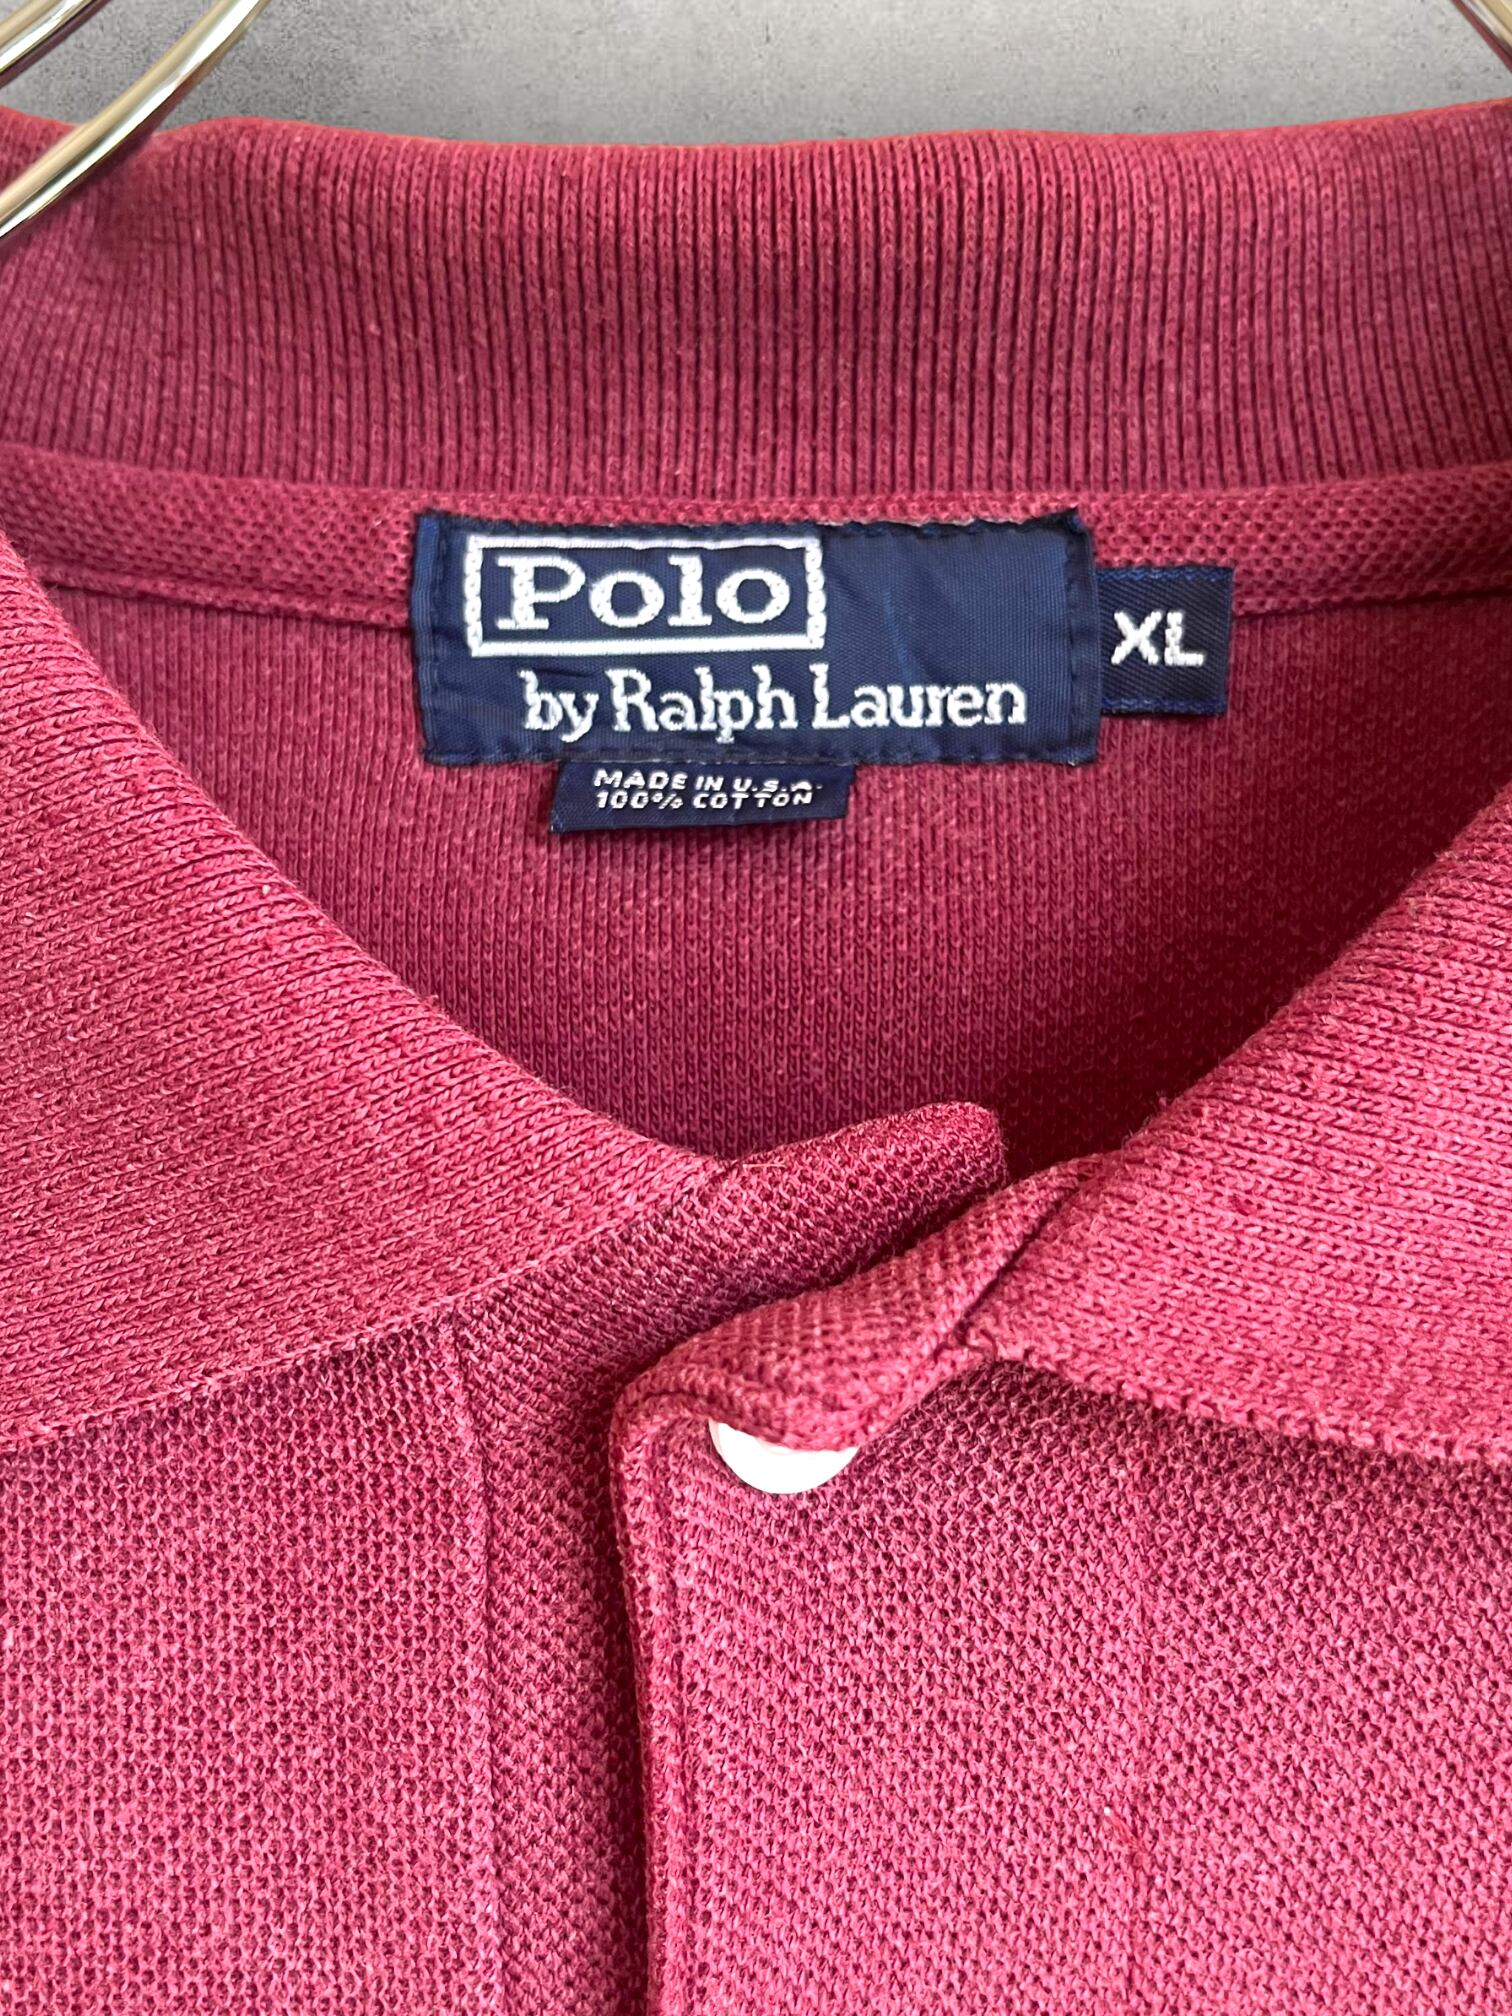 Polo
by Ralph Lauren
XL
MADE IN U.S.A.
100% COTTON